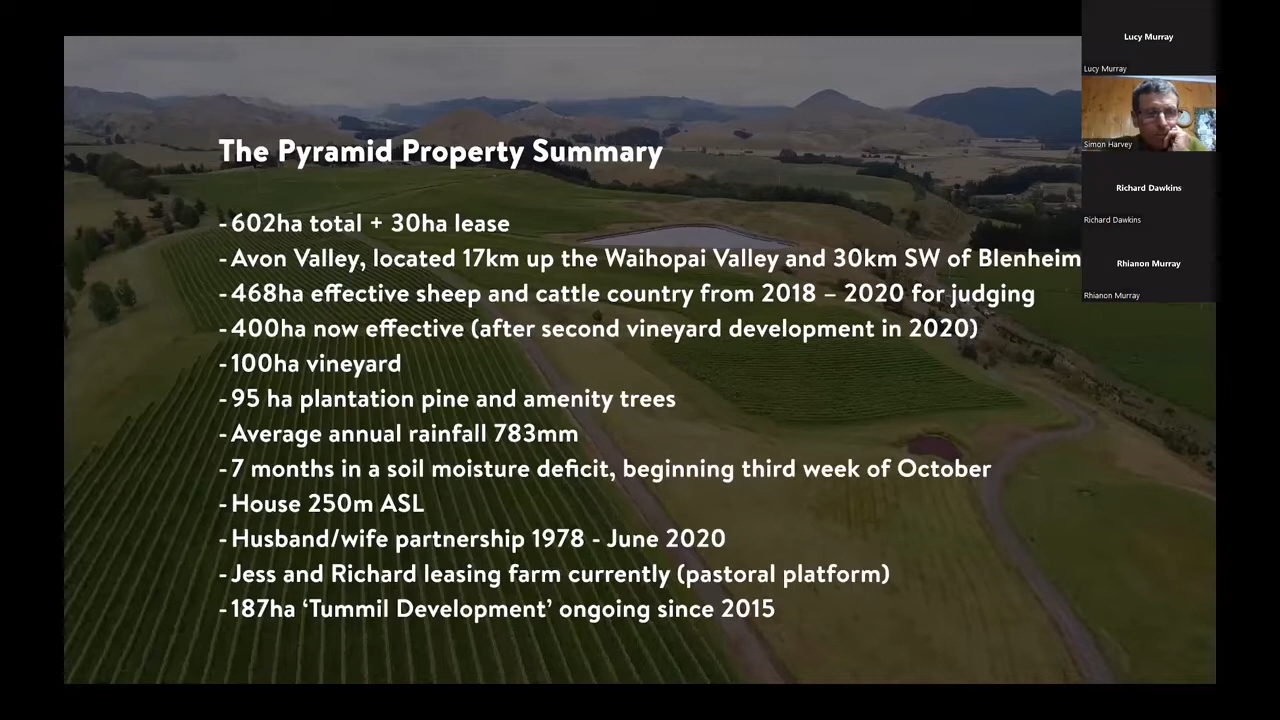 The Pyramid Property Summary
-602ha total + 30ha lease
-Avon Valley, located 17km up the Waihopai Valley and 30km SW of Blenheim
-468ha effective sheep and cattle country from 2018 – 2020 for judging
-400ha now effective (after second vineyard development in 2020)
-100ha vineyard
-95 ha plantation pine and amenity trees
-Average annual rainfall 783mm
-7 months in a soil moisture deficit, beginning third week of October
-House 250m ASL
-Husband/wife partnership 1978 - June 2020
-Jess and Richard leasing farm currently (pastoral platform)
-187ha ‘Tummil Development’ ongoing since 2015
Lucy Murray
Lucy Murray
Simon Harvey
Richard Dawkins
Richard Dawkins
Rhianon Murray
Rhianon Murray